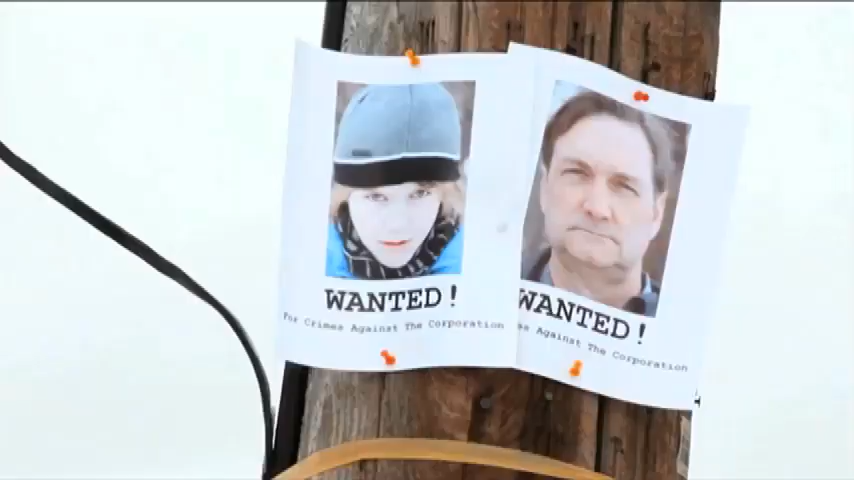 WANTED!
For Crimes Against The Corporation
WANTED!
Against The Corporation